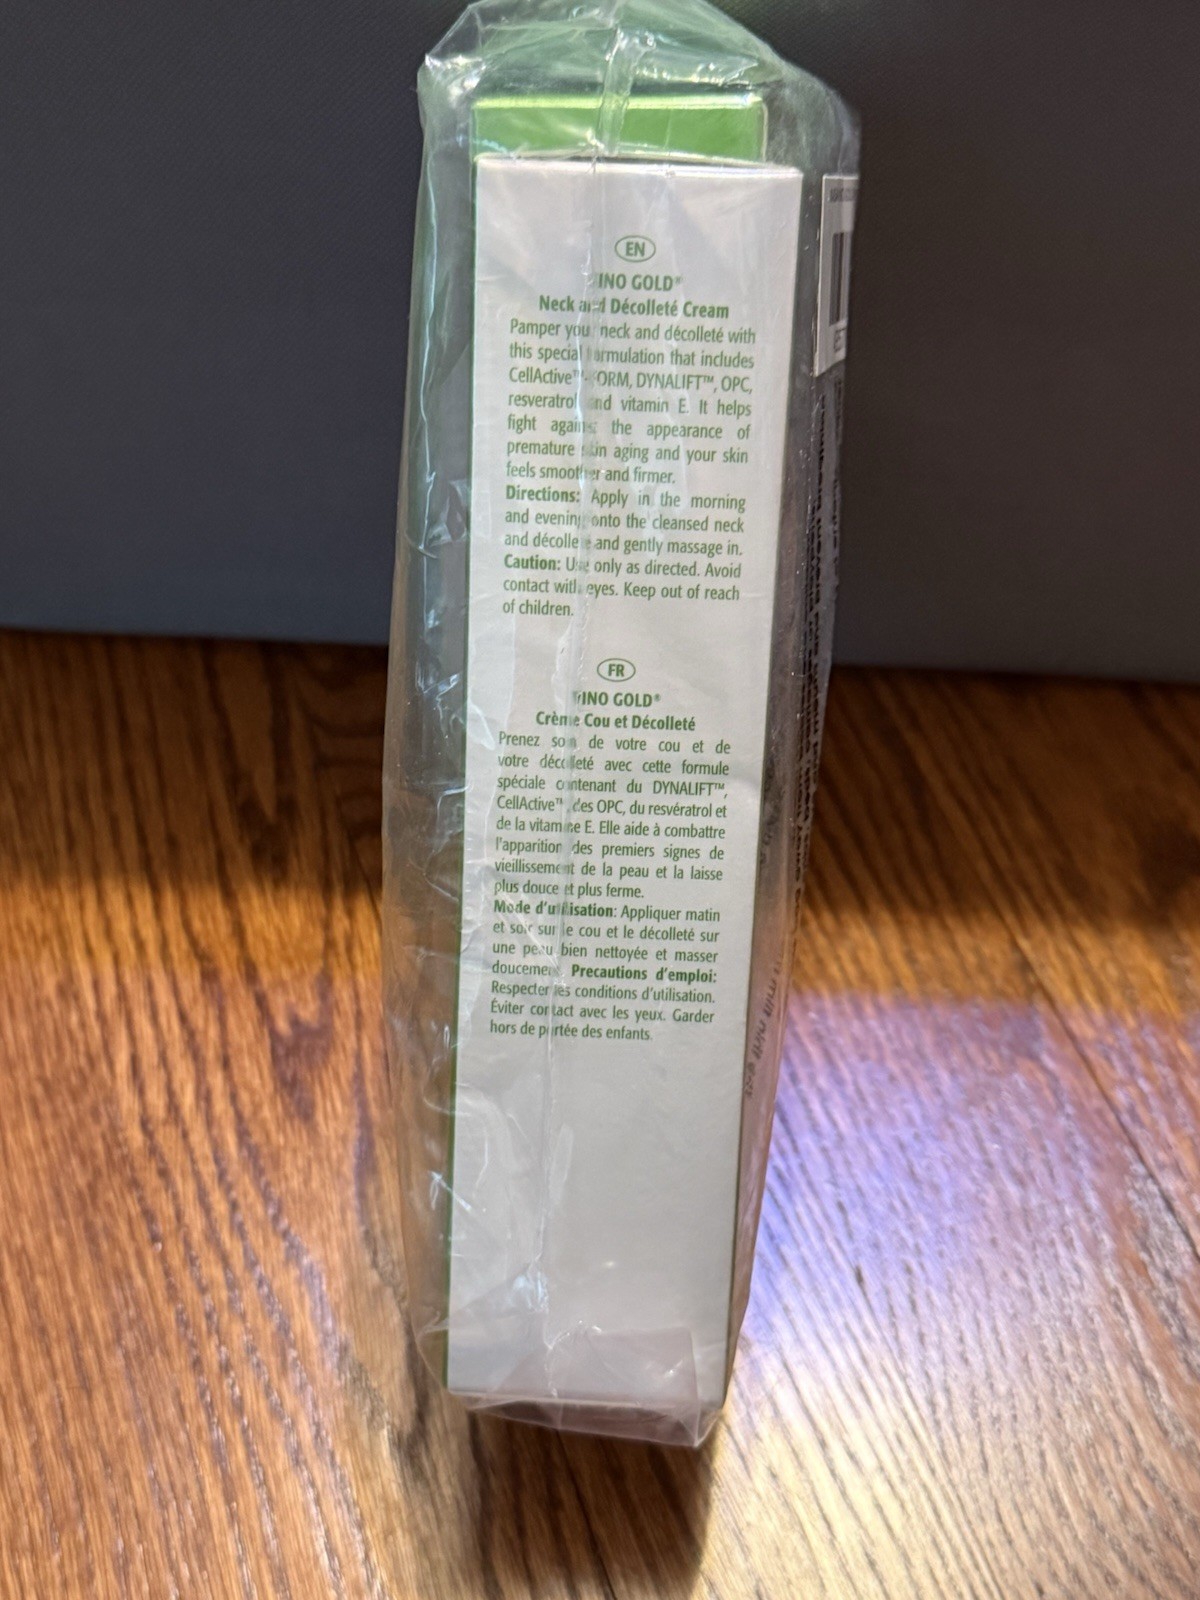 EN
INO GOLD®
Neck and Décolleté Cream
Pamper your neck and décolleté with
this special formulation that includes
CellActive™-FORM, DYNALIFT™, OPC,
resveratrol and vitamin E. It helps
fight against the appearance of
premature skin aging and your skin
feels smoother and firmer.
Directions: Apply in the morning
and evening onto the cleansed neck
and décolleté and gently massage in.
Caution: Use only as directed. Avoid
contact with eyes. Keep out of reach
of children.
FR
VINO GOLD®
Crème Cou et Décolleté
Prenez soin de votre cou et de
votre décolleté avec cette formule
spéciale contenant du DYNALIFT™,
CellActive™, des OPC, du resvératrol et
de la vitamine E. Elle aide à combattre
l'apparition des premiers signes de
vieillissement de la peau et la laisse
plus douce et plus ferme.
Mode d'utilisation: Appliquer matin
et soir sur le cou et le décolleté sur
une peau bien nettoyée et masser
doucement. Precautions d'emploi:
Respecter les conditions d'utilisation.
Éviter contact avec les yeux. Garder
hors de portée des enfants.